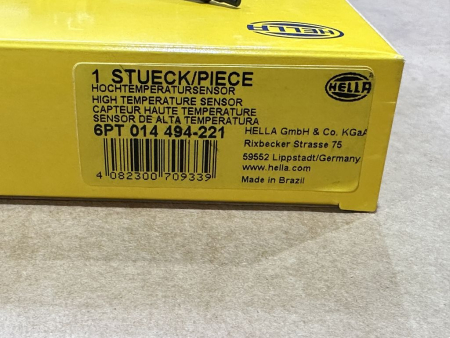 HELLA
1 STUECK/PIECE
HOCHTEMPERATURSENSOR
HIGH TEMPERATURE SENSOR
CAPTEUR HAUTE TEMPERATURE
SENSOR DE ALTA TEMPERATURA
6PT 014 494-221
4 082300 709339
HELLA
HELLA GmbH & Co. KGaA
Rixbecker Strasse 75
59552 Lippstadt/Germany
www.hella.com
Made in Brazil